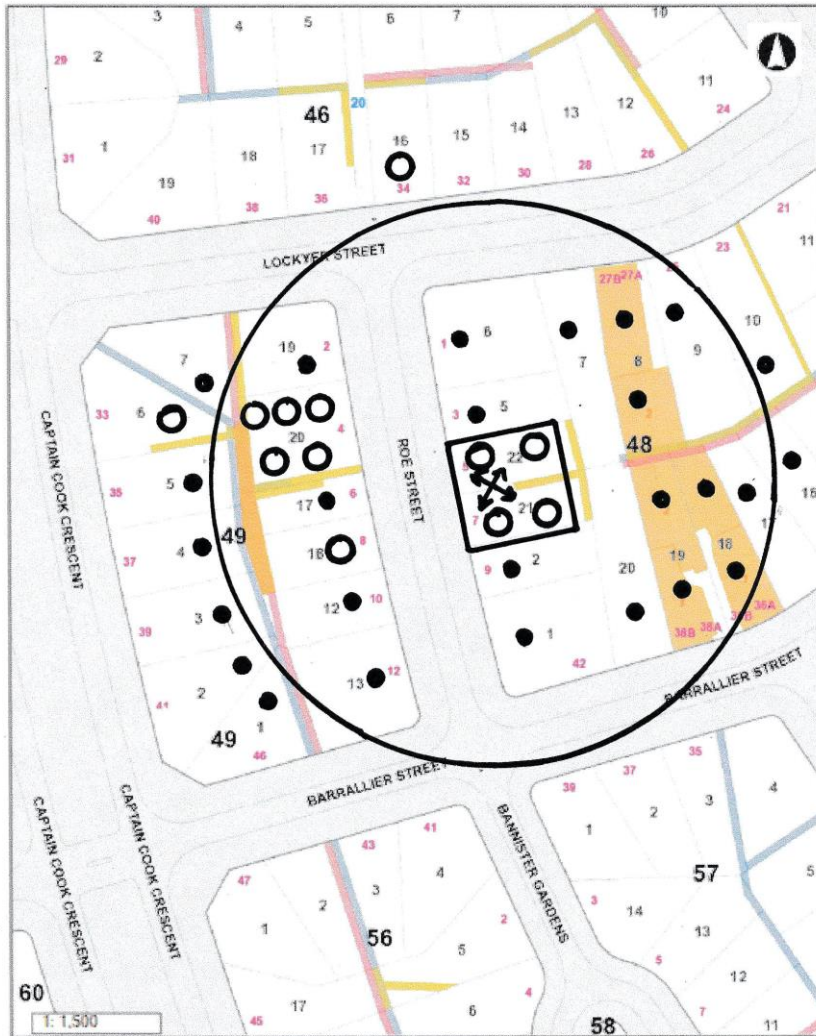 3 4 5 6 7 10
29 2 20 46 11
1 16 15 14 13 12 24
31 19 18 17 34 32 30 28 26
40 38 36
21
LOCKYER STREET 23 11
27B 27A
7 19 2 1 6 8 9 10
33 6 7
3 5 2
20 4 48
CAPTAIN COOK CRESCENT
35 5 ROE STREET 22
17 6 7 21
49 8 17 16
37 4 9 2 19 18
12 10 20
39 3
1 36B 36A
2 13 12 42
41 1
49 46
BARRALLIER STREET
BARRALLIER STREET
35
37
41 39 3 4
43
47 4 1 2
3 57
2 BANNISTER GARDENS 5
1 2 14
56 3 13
CAPTAIN COOK CRESCENT
CAPTAIN COOK CRESCENT
5 5 12
60 17 6 4 7
1: 1,500 45 58 11